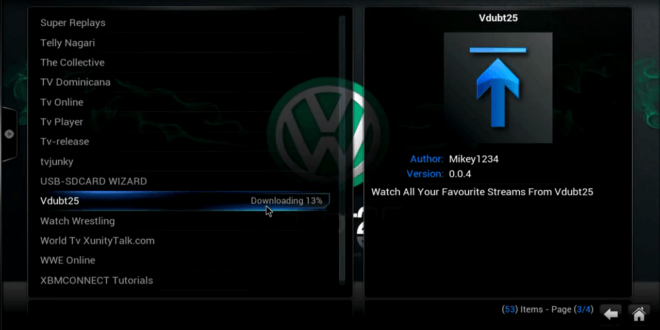 Super Replays
Telly Nagari
The Collective
TV Dominicana
Tv Online
Tv Player
Tv-release
tvjunky
USB-SDCARD WIZARD
Vdubt25 Downloading 13%
Watch Wrestling
World Tv XunityTalk.com
WWE Online
XBMCONNECT Tutorials
Vdubt25
Author: Mikey1234
Version: 0.0.4
Watch All Your Favourite Streams From Vdubt25
(53) Items - Page (3/4)